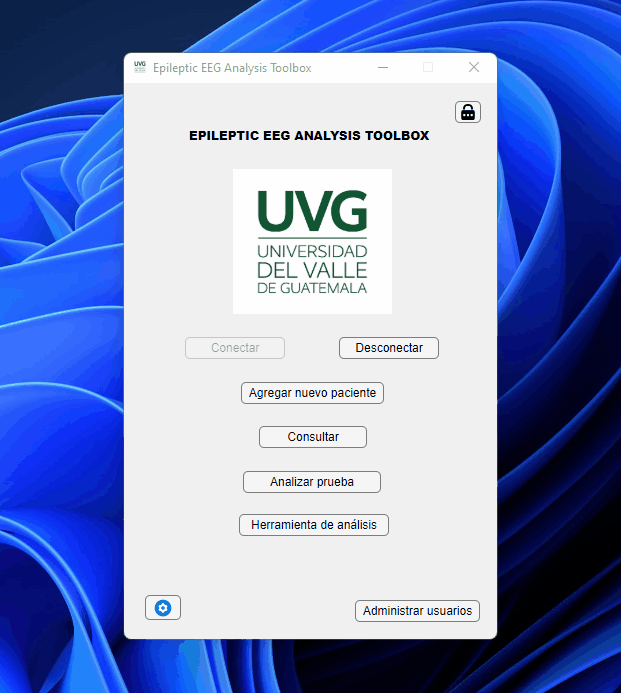 Epileptic EEG Analysis Toolbox
EPILEPTIC EEG ANALYSIS TOOLBOX
UVG
UNIVERSIDAD
DEL VALLE
DE GUATEMALA
Conectar
Desconectar
Agregar nuevo paciente
Consultar
Analizar prueba
Herramienta de análisis
Administrar usuarios